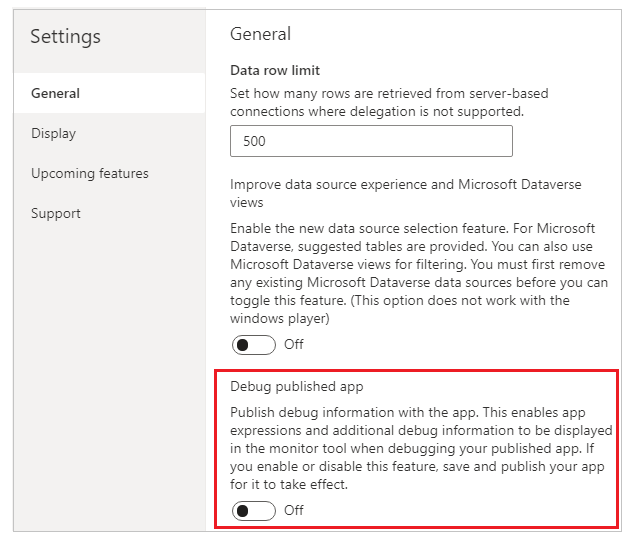 Settings
General
Display
Upcoming features
Support
General
Data row limit
Set how many rows are retrieved from server-based
connections where delegation is not supported.
500
Improve data source experience and Microsoft Dataverse
views
Enable the new data source selection feature. For Microsoft
Dataverse, suggested tables are provided. You can also use
Microsoft Dataverse views for filtering. You must first remove
any existing Microsoft Dataverse data sources before you can
toggle this feature. (This option does not work with the
windows player)
Off
Debug published app
Publish debug information with the app. This enables app
expressions and additional debug information to be displayed
in the monitor tool when debugging your published app. If
you enable or disable this feature, save and publish your app
for it to take effect.
Off